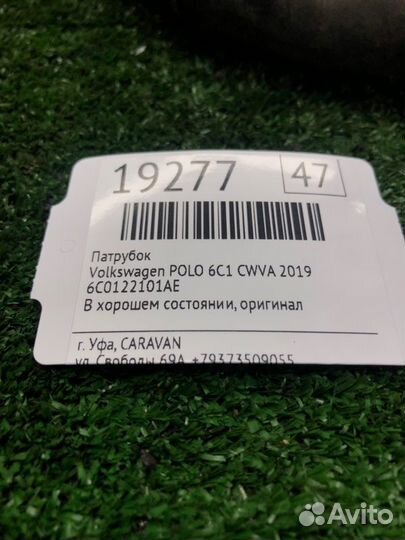 19277 47
Патрубок
Volkswagen POLO 6C1 CWVA 2019
6C0122101AE
В хорошем состоянии, оригинал
г. Уфа, CARAVAN
ул. Свободы 69А, +79373509055
Avito